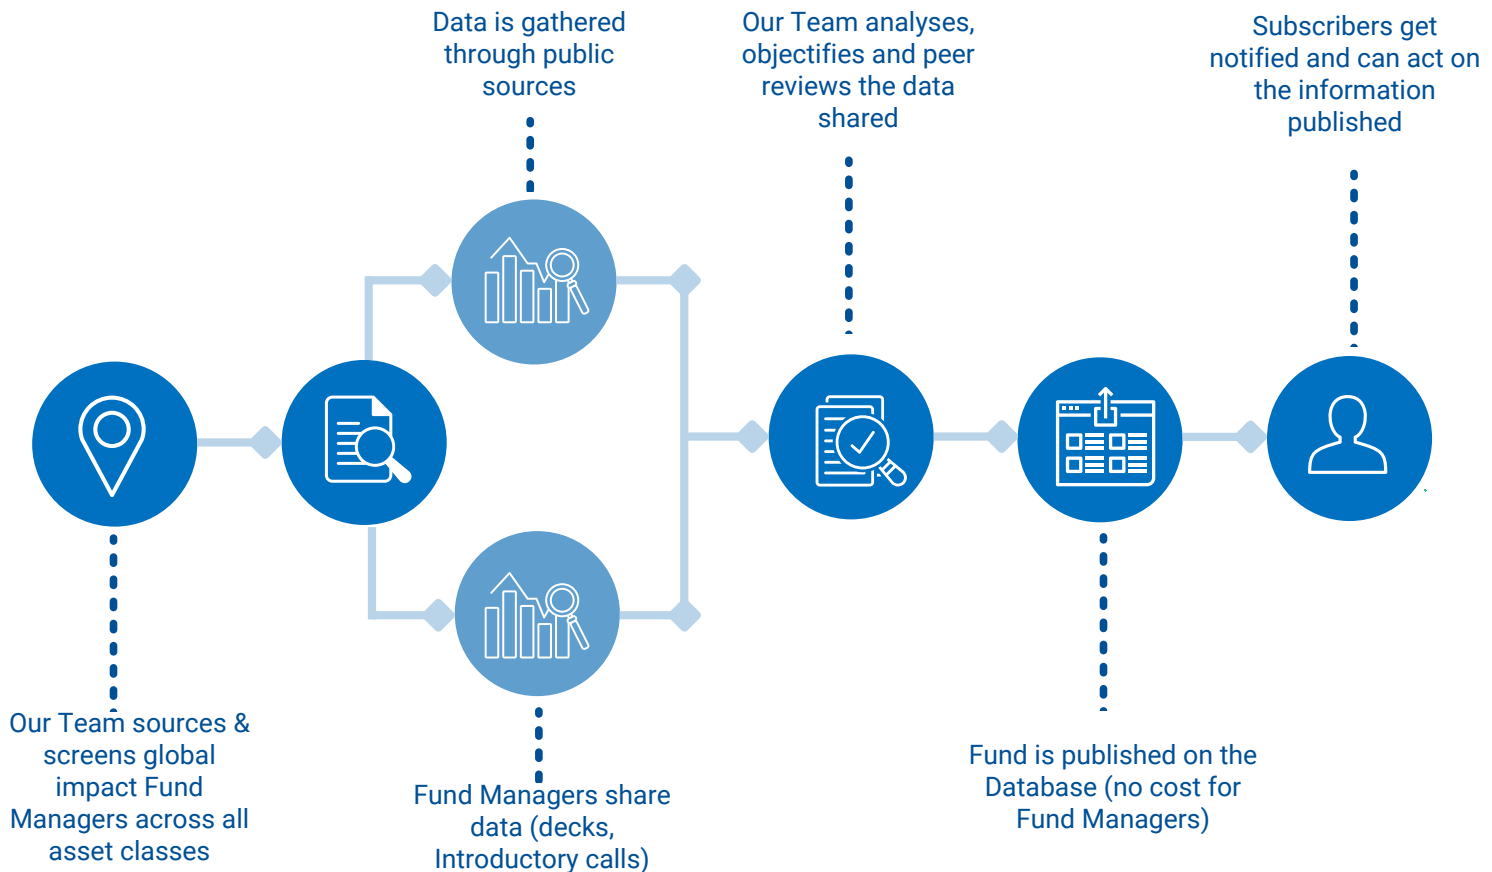 Data is gathered
through public
sources
Our Team analyses,
objectifies and peer
reviews the data
shared
Subscribers get
notified and can act on
the information
published
Our Team sources &
screens global
impact Fund
Managers across all
asset classes
Fund Managers share
data (decks,
Introductory calls)
Fund is published on the
Database (no cost for
Fund Managers)